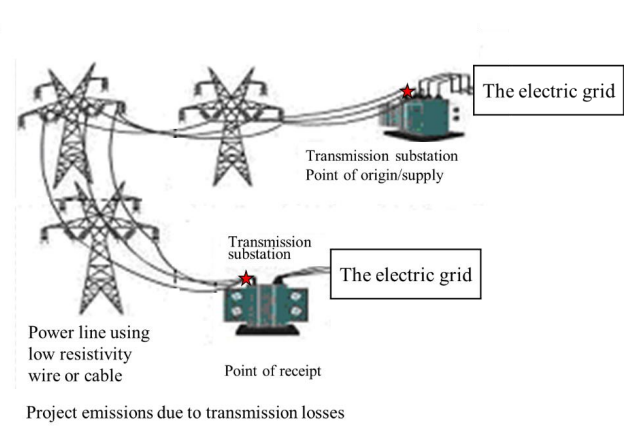 The electric grid
Transmission substation
Point of origin/supply
Transmission
substation
The electric grid
Power line using
low resistivity
wire or cable
Point of receipt
Project emissions due to transmission losses